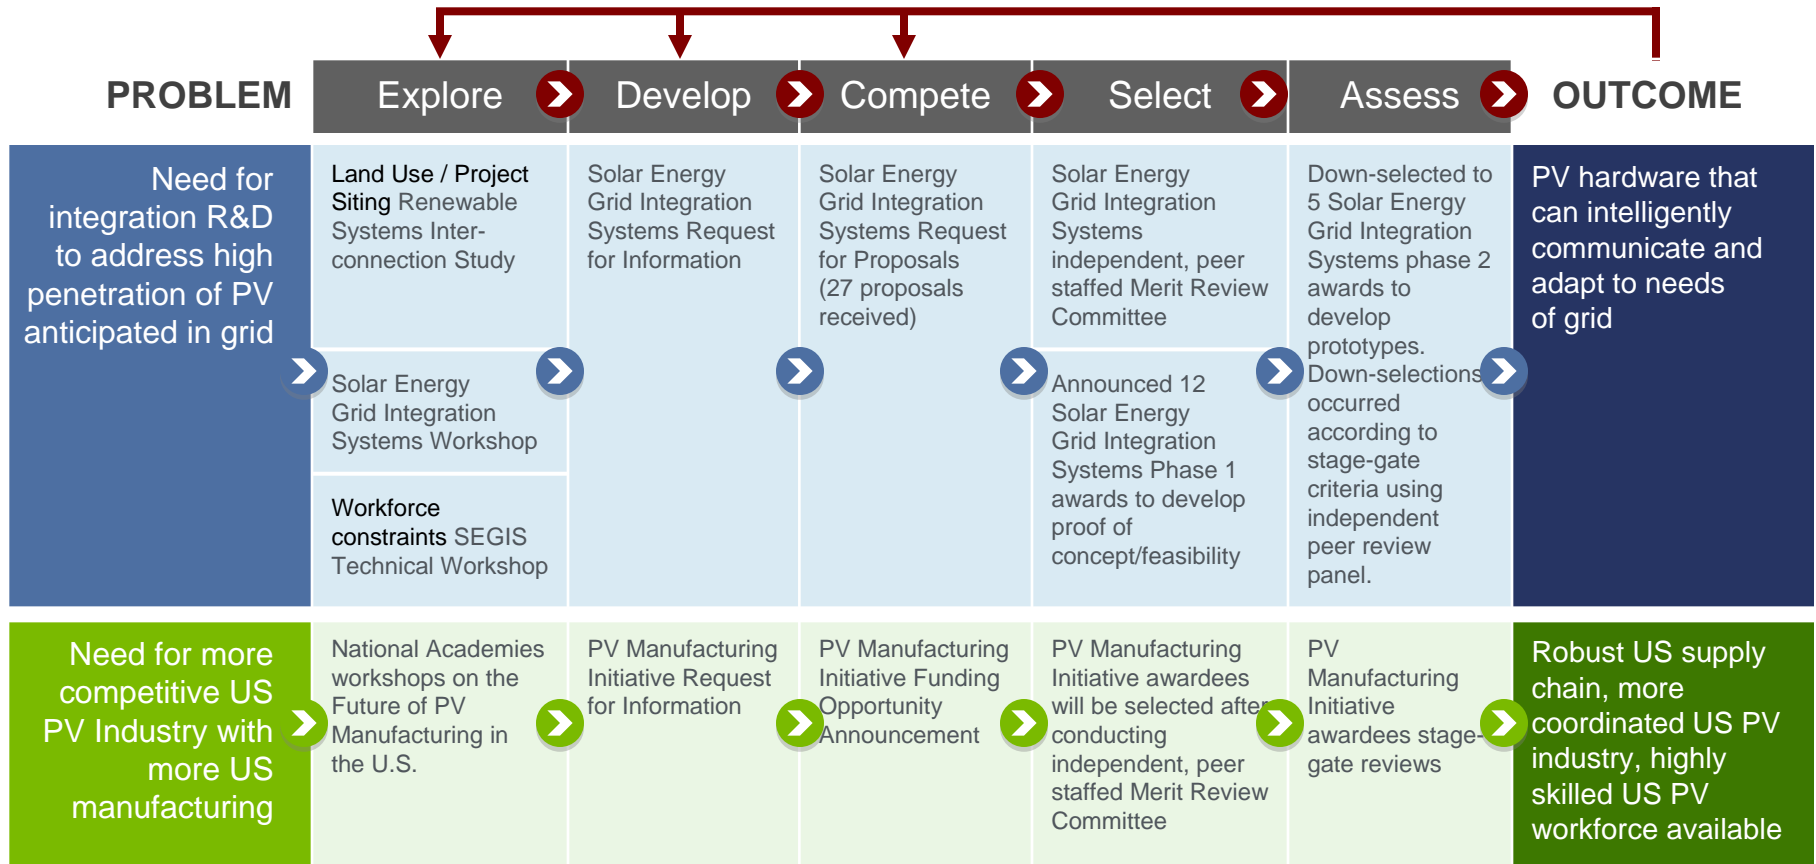 PROBLEM
Explore
Develop
Compete
Select
Assess
OUTCOME
Need for
integration R&D
to address high
penetration of PV
anticipated in grid
Land Use / Project
Siting Renewable
Systems Inter-
connection Study
Solar Energy
Grid Integration
Systems Workshop
Workforce
constraints SEGIS
Technical Workshop
Solar Energy
Grid Integration
Systems Request
for Information
Solar Energy
Grid Integration
Systems Request
for Proposals
(27 proposals
received)
Solar Energy
Grid Integration
Systems
independent, peer
staffed Merit Review
Committee
Announced 12
Solar Energy
Grid Integration
Systems Phase 1
awards to develop
proof of
concept/feasibility
Down-selected to
5 Solar Energy
Grid Integration
Systems phase 2
awards to
develop
prototypes.
Down-selections
occurred
according to
stage-gate
criteria using
independent
peer review
panel.
PV hardware that
can intelligently
communicate and
adapt to needs
of grid
Need for more
competitive US
PV Industry with
more US
manufacturing
National Academies
workshops on the
Future of PV
Manufacturing in
the U.S.
PV Manufacturing
Initiative Request
for Information
PV Manufacturing
Initiative Funding
Opportunity
Announcement
PV Manufacturing
Initiative awardees
will be selected after
conducting
independent, peer
staffed Merit Review
Committee
PV
Manufacturing
Initiative
awardees stage-
gate reviews
Robust US supply
chain, more
coordinated US PV
industry, highly
skilled US PV
workforce available